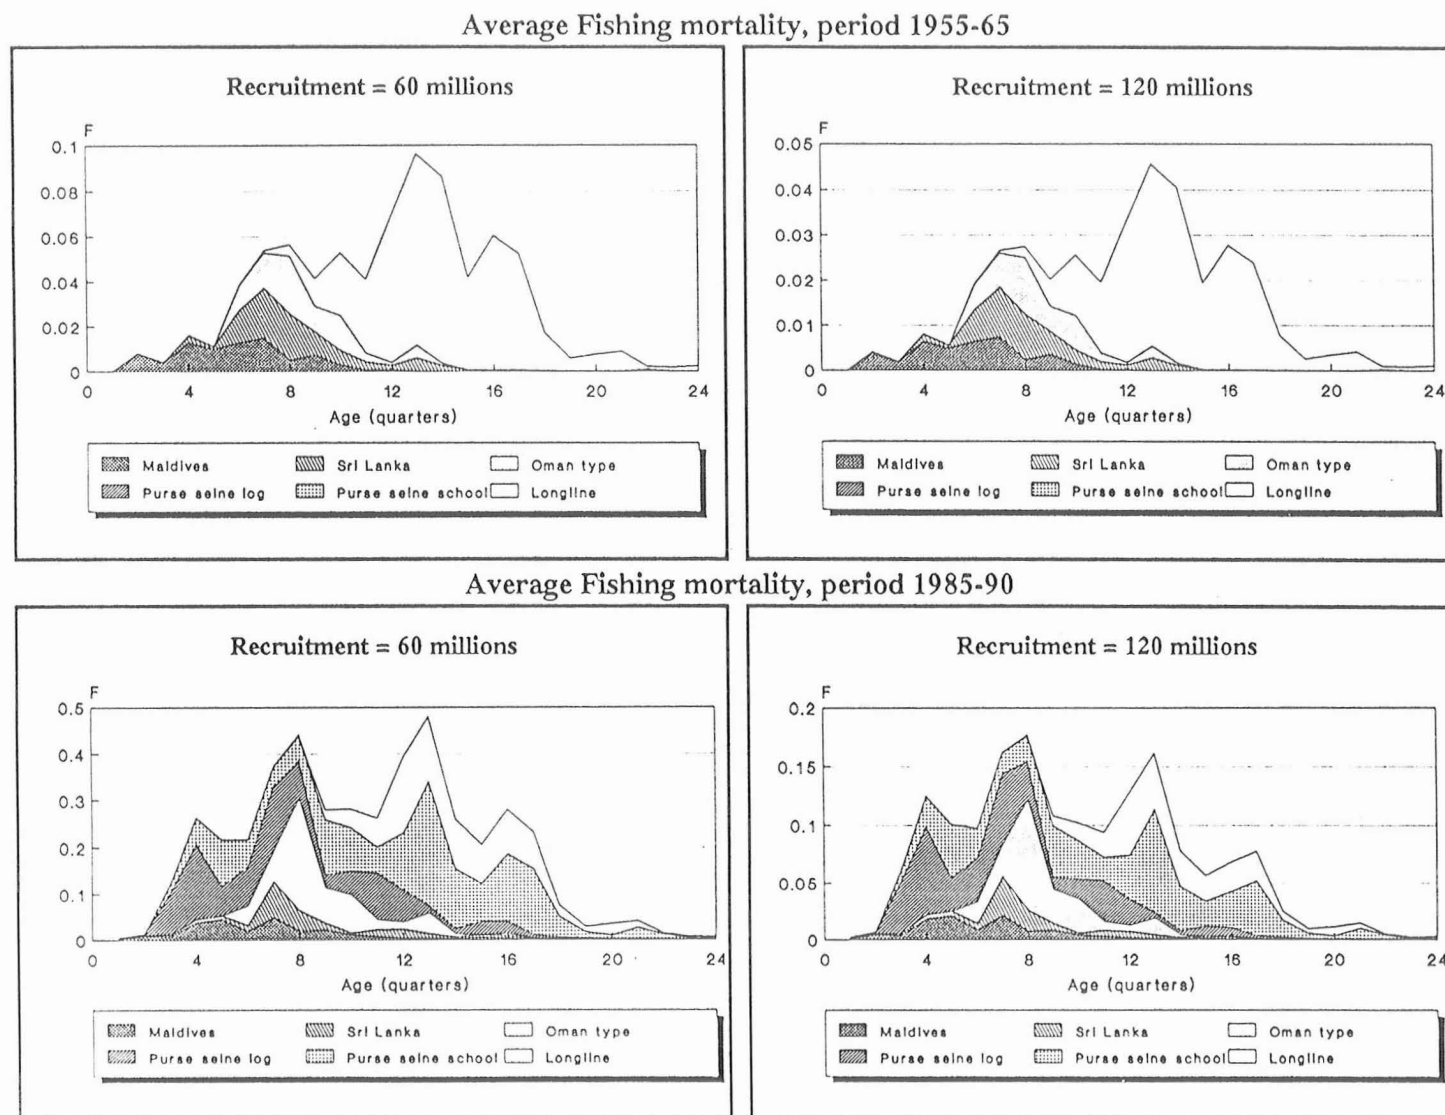 Average Fishing mortality, period 1955-65
Recruitment = 60 millions
F
0.1
0.08
0.06
0.04
0.02
0
0 4 8 12 16 20 24
Age (quarters)
Maldives Sri Lanka Oman type
Purse seine log Purse seine school Longline
Recruitment = 120 millions
F
0.05
0.04
0.03
0.02
0.01
0
0 4 8 12 16 20 24
Age (quarters)
Maldives Sri Lanka Oman type
Purse seine log Purse seine school Longline
Average Fishing mortality, period 1985-90
Recruitment = 60 millions
F
0.5
0.4
0.3
0.2
0.1
0
0 4 8 12 16 20 24
Age (quarters)
Maldives Sri Lanka Oman type
Purse seine log Purse seine school Longline
Recruitment = 120 millions
F
0.2
0.15
0.1
0.05
0
0 4 8 12 16 20 24
Age (quarters)
Maldives Sri Lanka Oman type
Purse seine log Purse seine school Longline